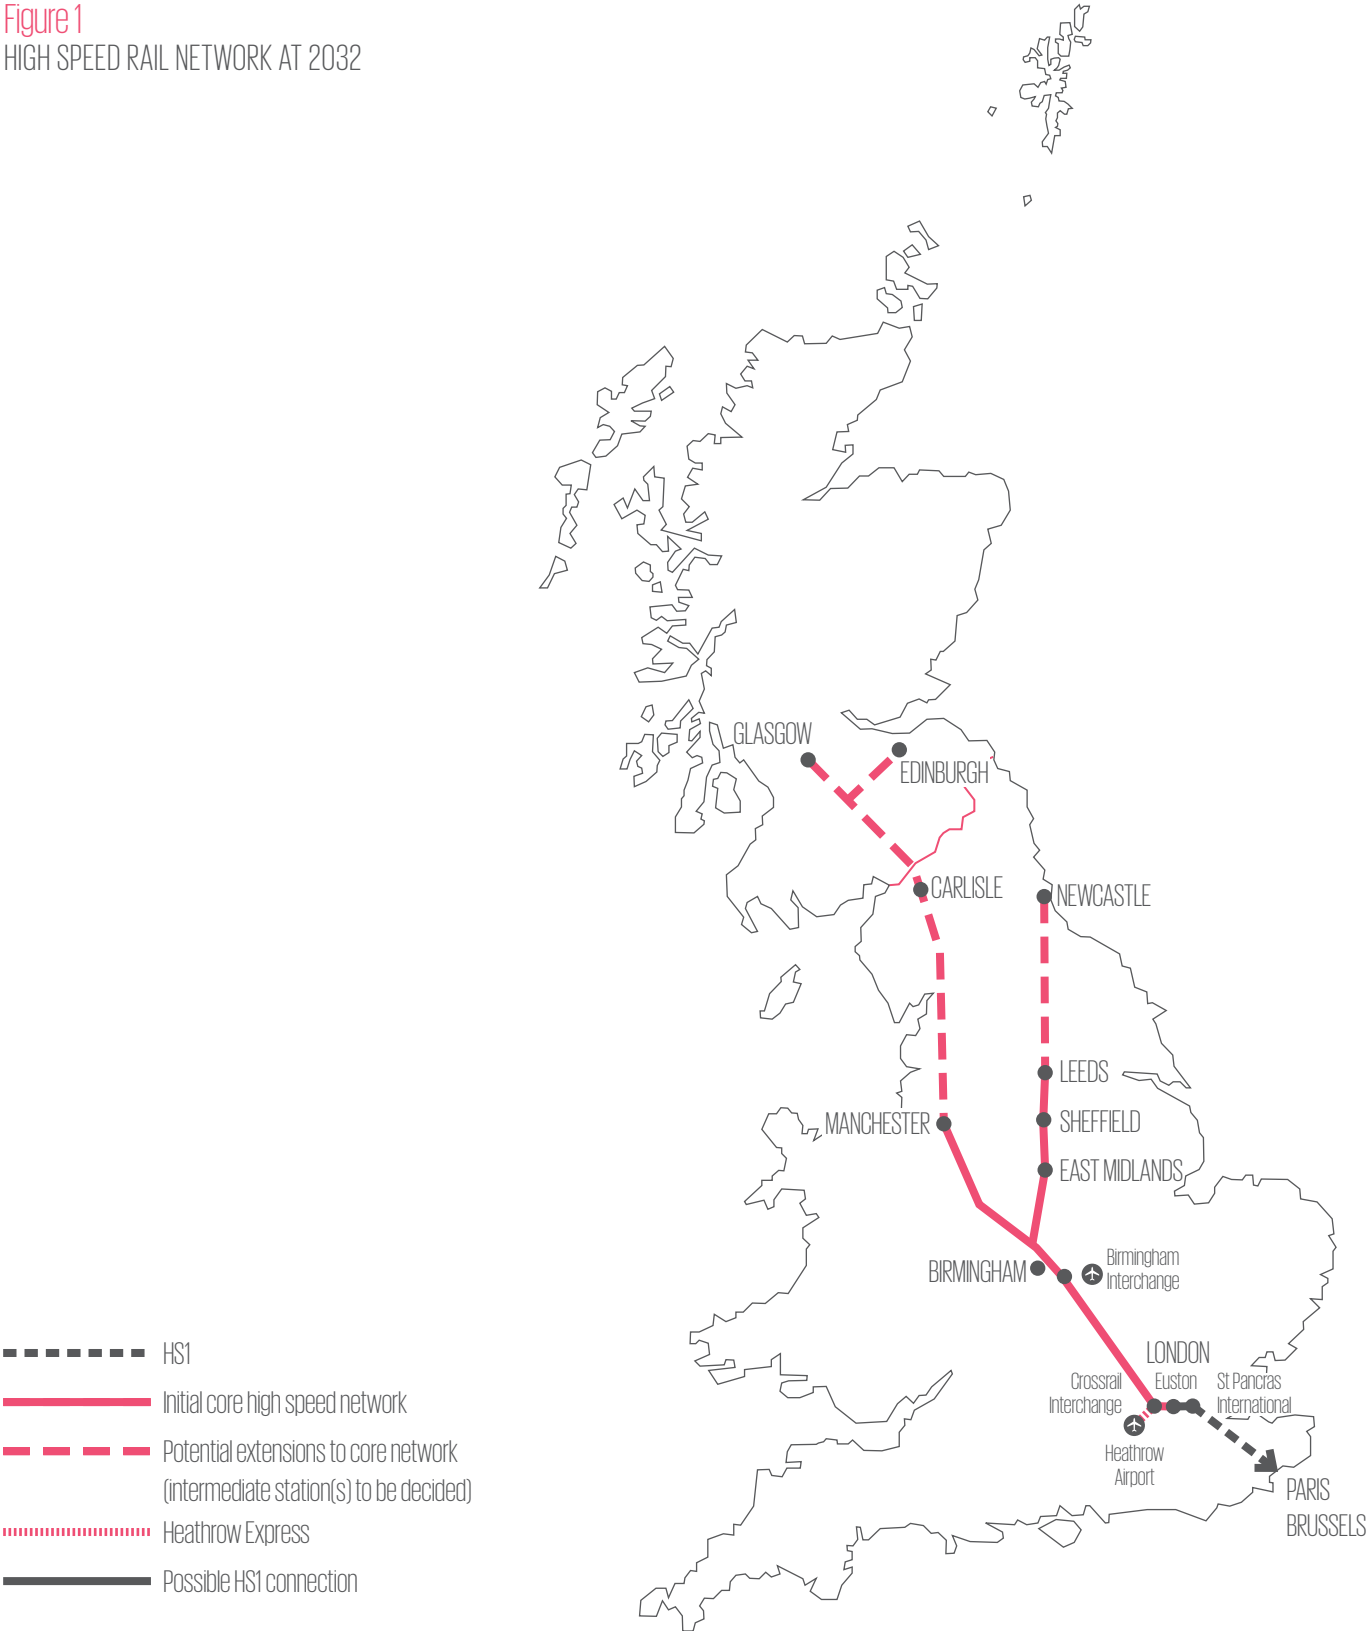 Figure 1
HIGH SPEED RAIL NETWORK AT 2032
GLASGOW
EDINBURGH
CARLISLE
NEWCASTLE
LEEDS
MANCHESTER
SHEFFIELD
EAST MIDLANDS
BIRMINGHAM
Birmingham
Interchange
LONDON
Crossrail
Interchange
Euston
St Pancras
International
Heathrow
Airport
PARIS
BRUSSELS
HS1
Initial core high speed network
Potential extensions to core network
(intermediate station(s) to be decided)
Heathrow Express
Possible HS1 connection